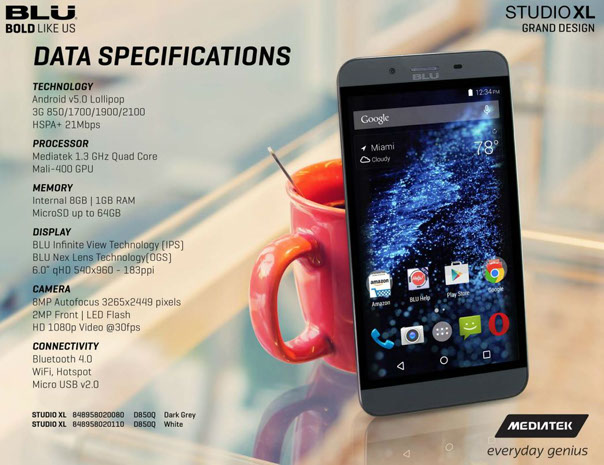 BLU
BOLD LIKE US
STUDIO XL
GRAND DESIGN
DATA SPECIFICATIONS
TECHNOLOGY
Android v5.0 Lollipop
3G 850/1700/1900/2100
HSPA+ 21Mbps
PROCESSOR
Mediatek 1.3 GHz Quad Core
Mali-400 GPU
MEMORY
Internal 8GB | 1GB RAM
MicroSD up to 64GB
DISPLAY
BLU Infinite View Technology (IPS)
BLU Nex Lens Technology(OGS)
6.0" qHD 540x960 - 183ppi
CAMERA
8MP Autofocus 3265x2449 pixels
2MP Front | LED Flash
HD 1080p Video @30fps
CONNECTIVITY
Bluetooth 4.0
WiFi, Hotspot
Micro USB v2.0
STUDIO XL 848958020080 D850Q Dark Grey
STUDIO XL 848958020110 D850Q White
BLU
12:34 PM
Google
Miami
Cloudy
78°
amazon
Amazon
BLU Help
Play Store
Google
MEDIATEK
everyday genius